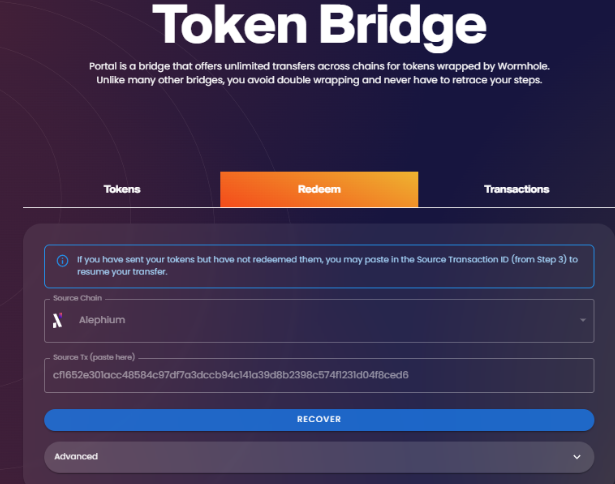 Token Bridge
Portal is a bridge that offers unlimited transfers across chains for tokens wrapped by Wormhole.
Unlike many other bridges, you avoid double wrapping and never have to retrace your steps.
Tokens
Redeem
Transactions
If you have sent your tokens but have not redeemed them, you may paste in the Source Transaction ID (from Step 3) to
resume your transfer.
Source Chain
Alephium
Source Tx (paste here)
cf1652e301acc48584c97df7a3dccb94c141a39d8b2398c574f1231d04f8ced6
RECOVER
Advanced